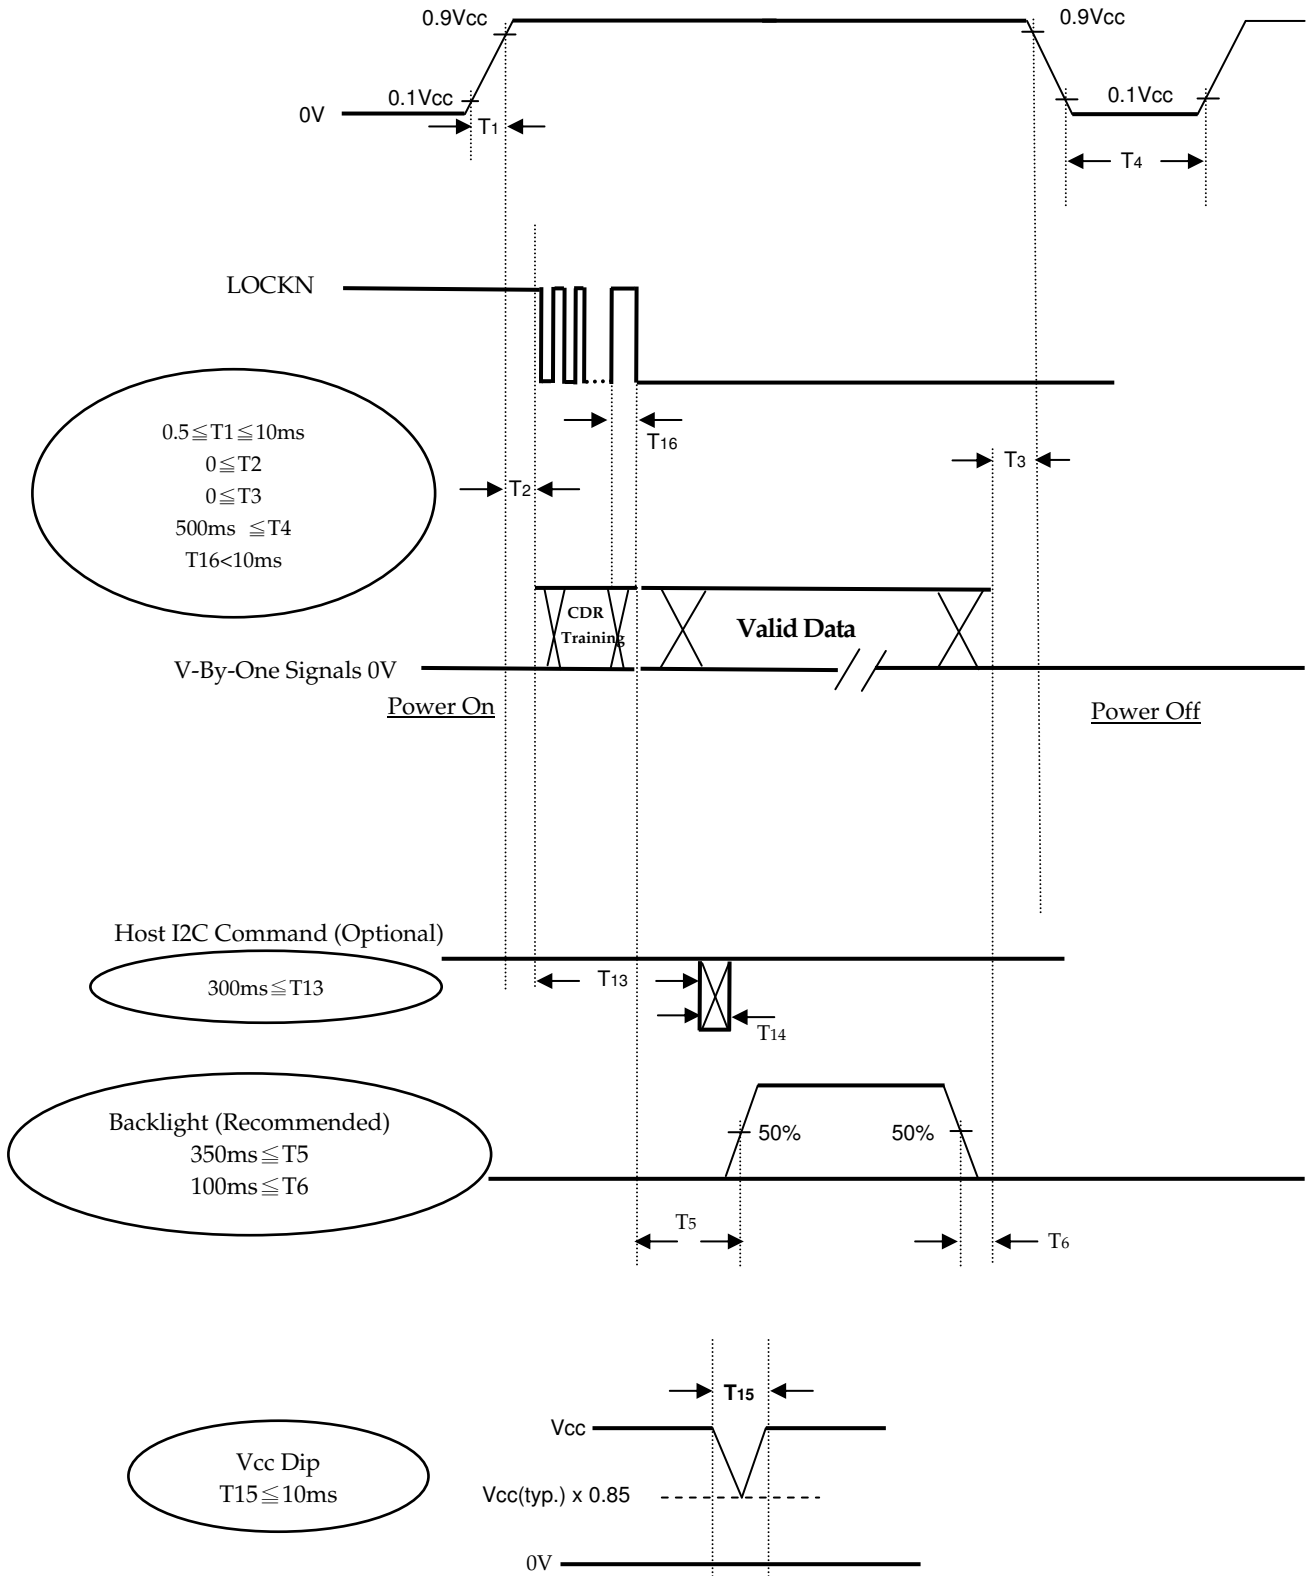 0.9Vcc
0.9Vcc
0.1Vcc
0.1Vcc
0V
T1
T4
LOCKN
0.5≦T1≦10ms
0≦T2
0≦T3
500ms ≦T4
T16<10ms
T16
T3
T2
CDR
Training
Valid Data
V-By-One Signals 0V
Power On
Power Off
Host I2C Command (Optional)
300ms≦T13
T13
T14
Backlight (Recommended)
350ms≦T5
100ms≦T6
50%
50%
T5
T6
T15
Vcc
Vcc Dip
T15≦10ms
Vcc(typ.) x 0.85
0V